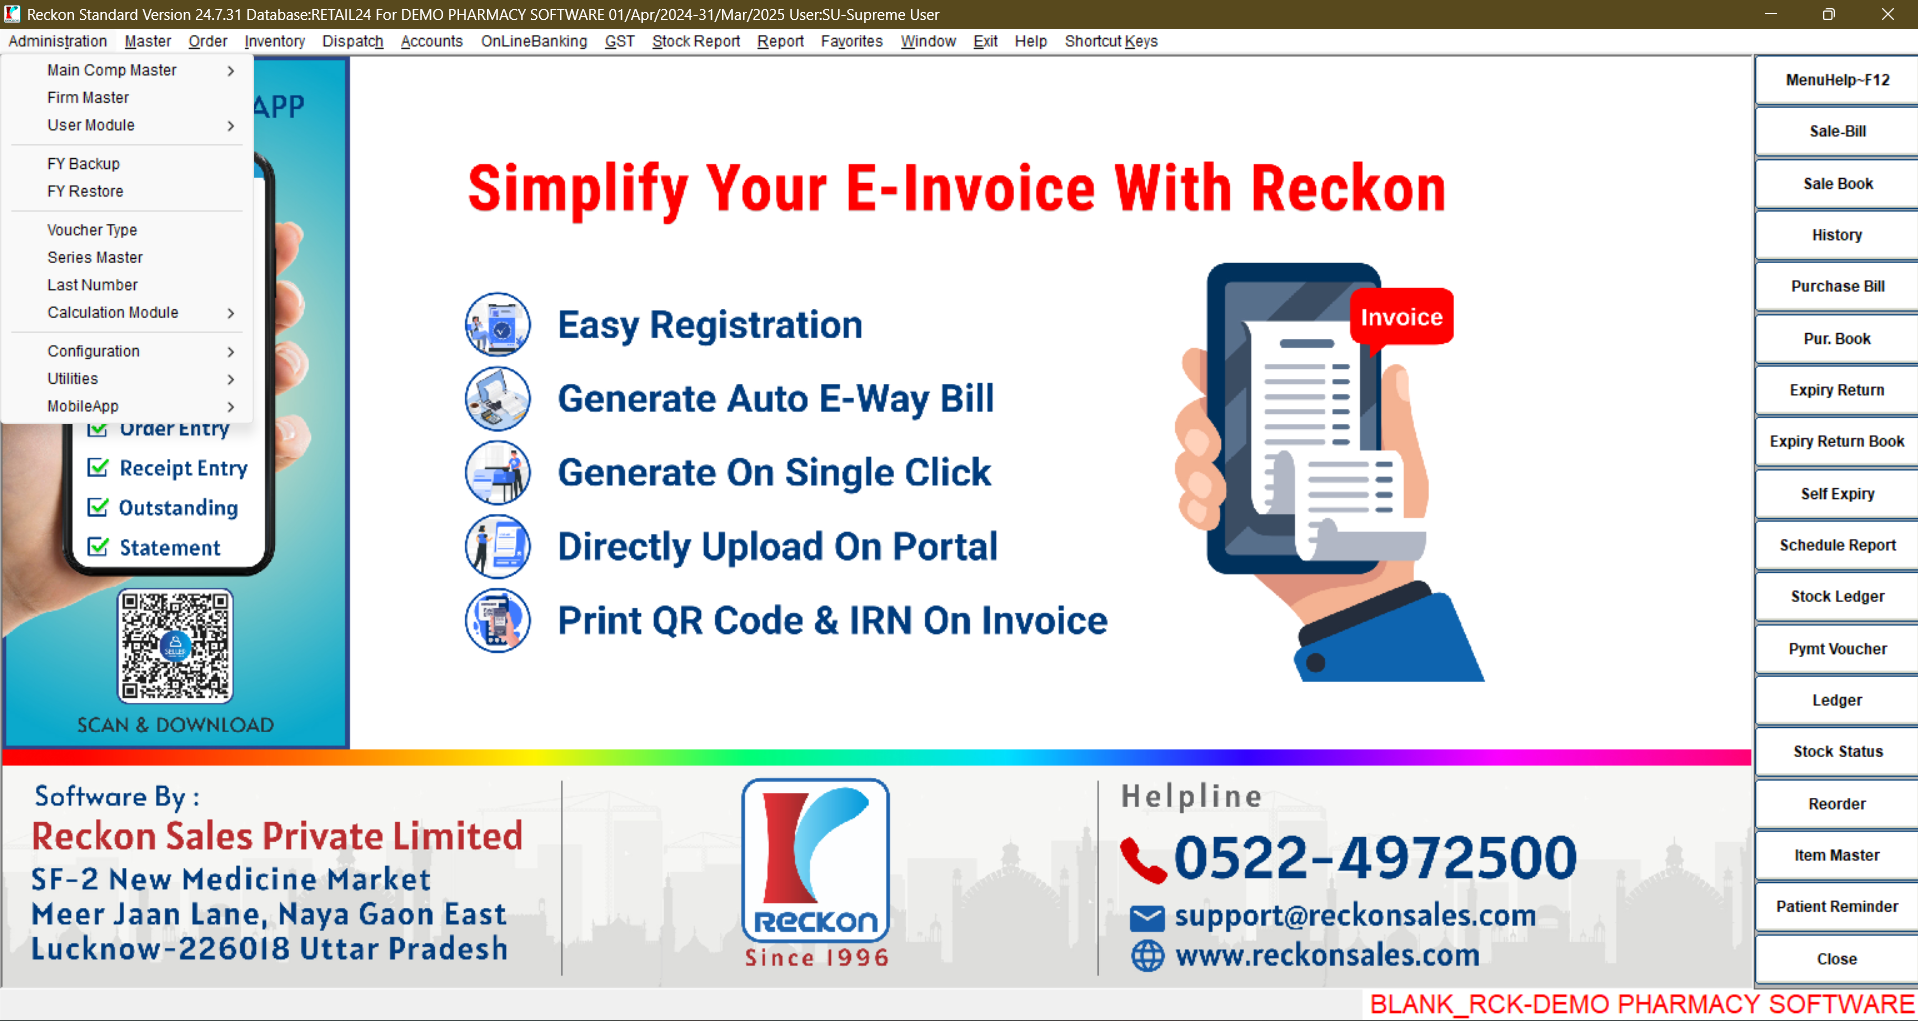 Reckon Standard Version 24.7.31 Database:RETAIL24 For DEMO PHARMACY SOFTWARE 01/Apr/2024-31/Mar/2025 User:SU-Supreme User
Administration Master Order Inventory Dispatch Accounts OnLineBanking GST Stock Report Report Favorites Window Exit Help Shortcut Keys
Main Comp Master
Firm Master
User Module
FY Backup
FY Restore
Voucher Type
Series Master
Last Number
Calculation Module
Configuration
Utilities
MobileApp
APP
Order Entry
Receipt Entry
Outstanding
Statement
SELLER
SCAN & DOWNLOAD
Simplify Your E-Invoice With Reckon
Easy Registration
Generate Auto E-Way Bill
Generate On Single Click
Directly Upload On Portal
Print QR Code & IRN On Invoice
Invoice
MenuHelp~F12
Sale-Bill
Sale Book
History
Purchase Bill
Pur. Book
Expiry Return
Expiry Return Book
Self Expiry
Schedule Report
Stock Ledger
Pymt Voucher
Ledger
Stock Status
Reorder
Item Master
Patient Reminder
Close
Software By :
Reckon Sales Private Limited
SF-2 New Medicine Market
Meer Jaan Lane, Naya Gaon East
Lucknow-226018 Uttar Pradesh
RECKON
Since 1996
Helpline
0522-4972500
support@reckonsales.com
www.reckonsales.com
BLANK_RCK-DEMO PHARMACY SOFTWARE